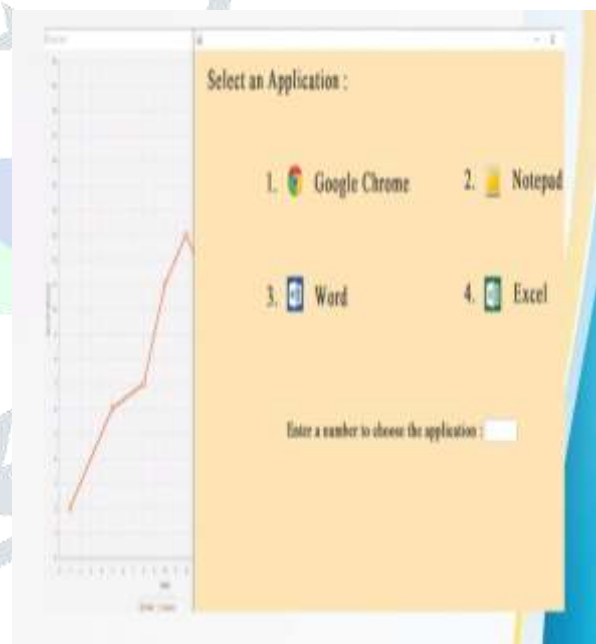 Select an Application :
1. Google Chrome
2. Notepad
3. Word
4. Excel
Enter a number to choose the application :